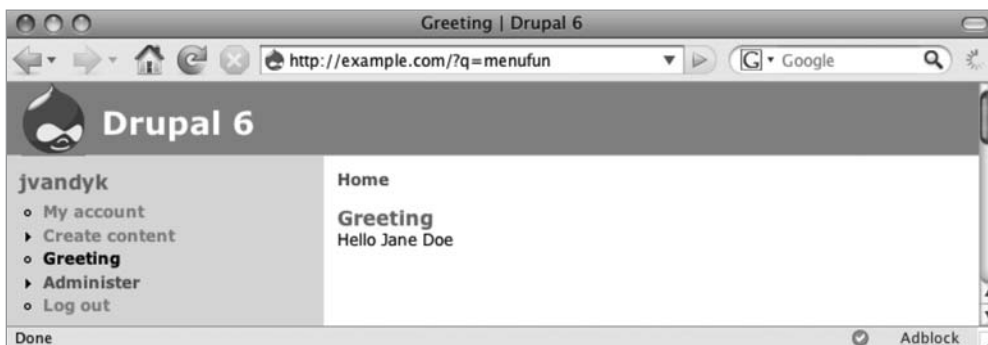 Greeting | Drupal 6
http://example.com/?q=menufun
G Google
Drupal 6
jvandyk
My account
Create content
Greeting
Administer
Log out
Home
Greeting
Hello Jane Doe
Done
Adblock